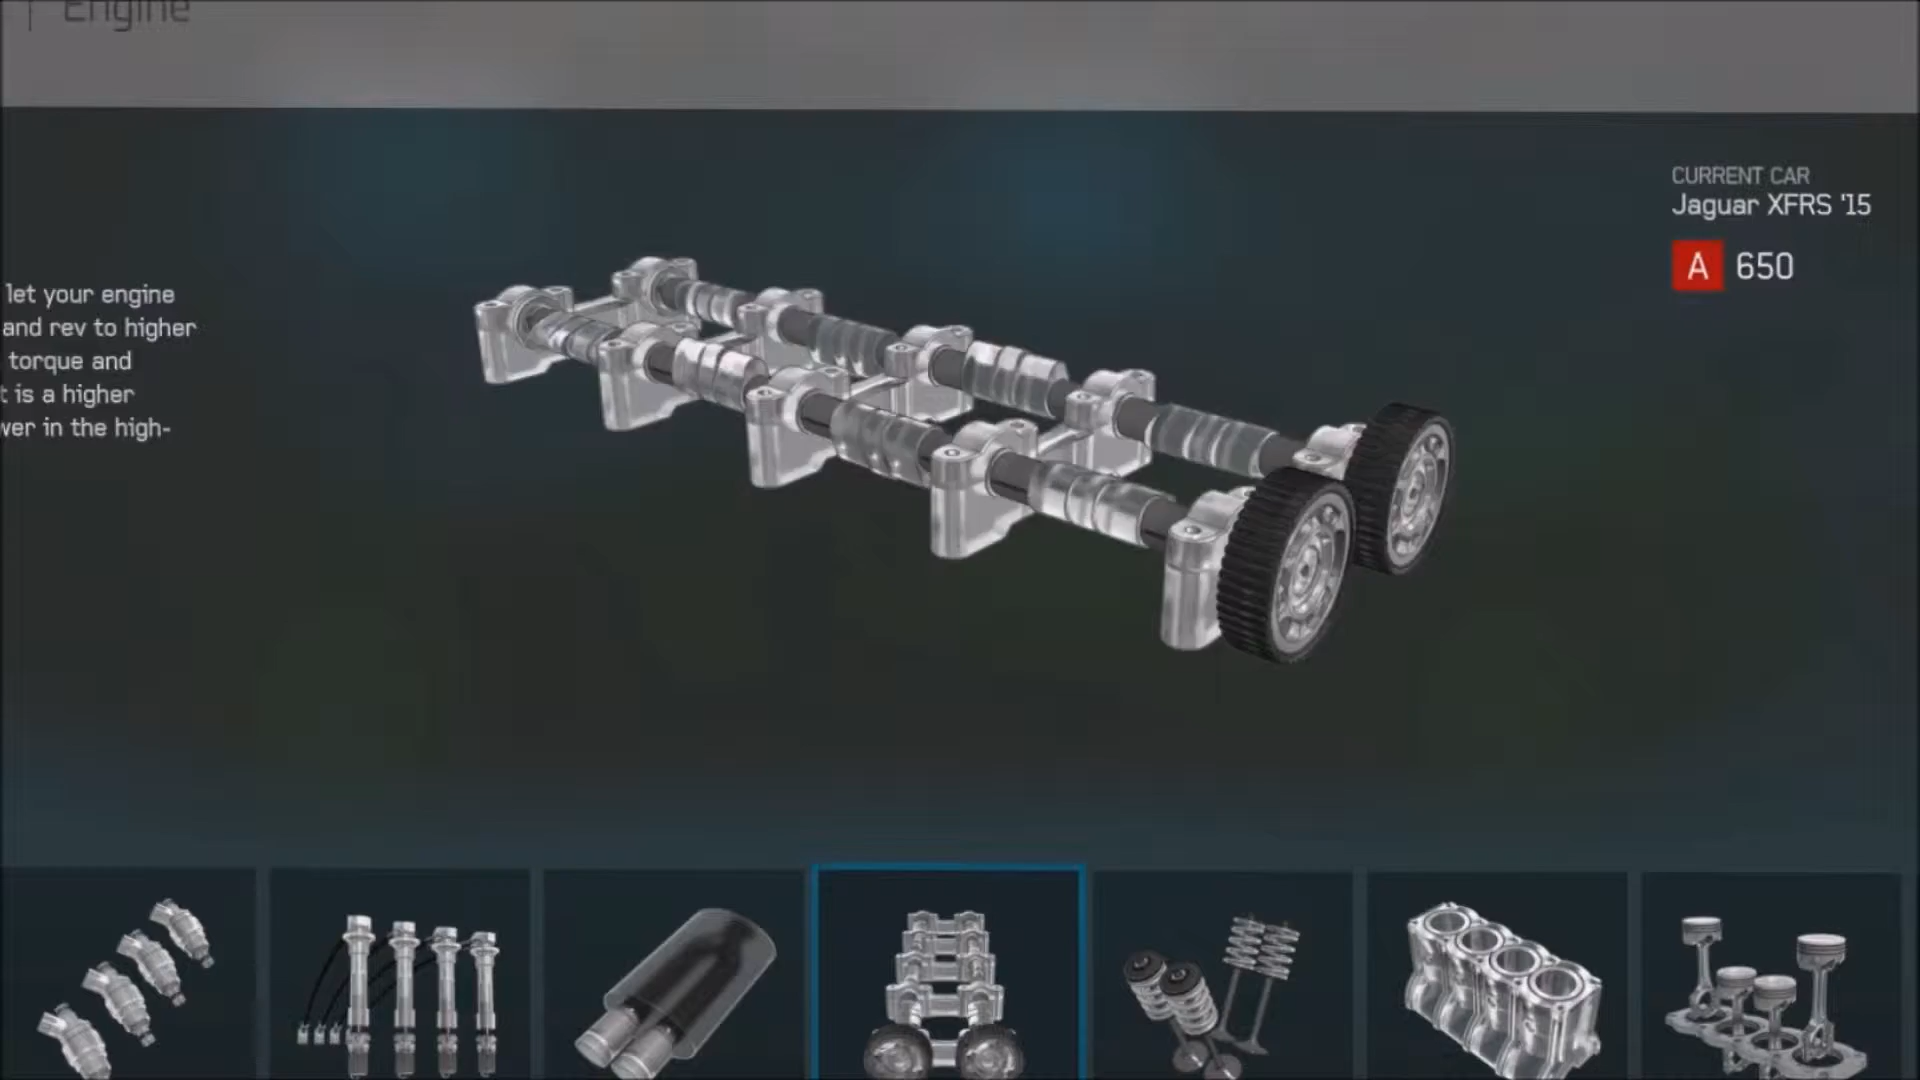 Engine
CURRENT CAR
Jaguar XFRS '15
A 650
let your engine
and rev to higher
torque and
t is a higher
wer in the high-